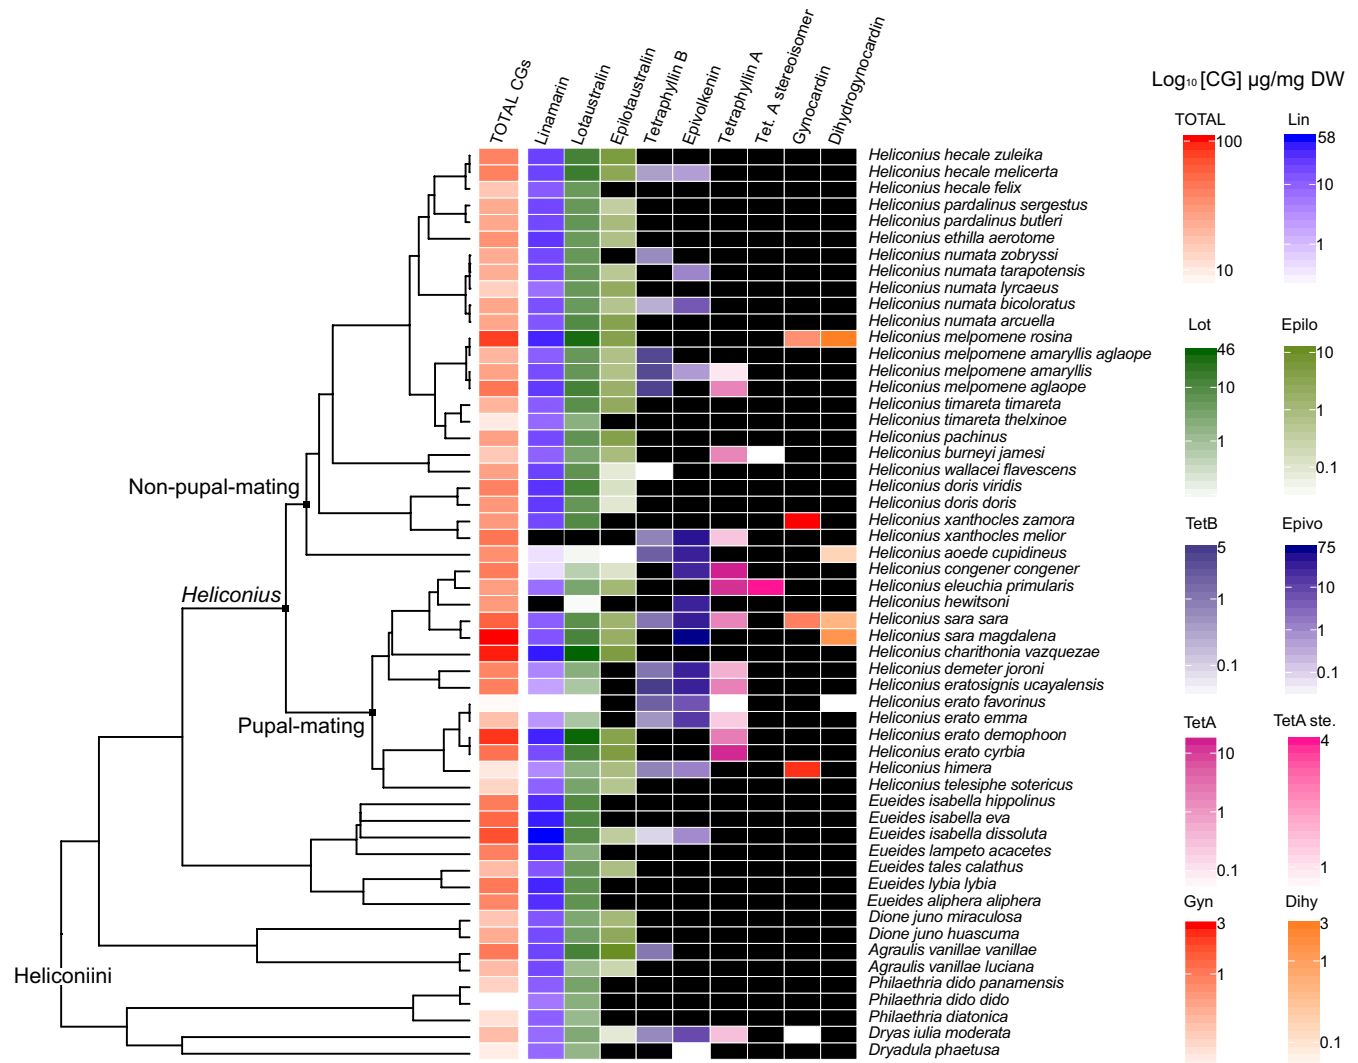 TOTAL CGs
Linamarin
Lotaustralin
Epilotaustralin
Tetraphyllin B
Epivolkenin
Tetraphyllin A
Tet. A stereoisomer
Gynocardin
Dihydrogynocardin
Heliconius hecale zuleika
Heliconius hecale melicerta
Heliconius hecale felix
Heliconius pardalinus sergestus
Heliconius pardalinus butleri
Heliconius ethilla aerotome
Heliconius numata zobryssi
Heliconius numata tarapotensis
Heliconius numata lyrcaeus
Heliconius numata bicoloratus
Heliconius numata arcuella
Heliconius melpomene rosina
Heliconius melpomene amaryllis aglaope
Heliconius melpomene amaryllis
Heliconius melpomene aglaope
Heliconius timareta timareta
Heliconius timareta thelxinoe
Heliconius pachinus
Heliconius burneyi jamesi
Heliconius wallacei flavescens
Heliconius doris viridis
Heliconius doris doris
Heliconius xanthocles zamora
Heliconius xanthocles melior
Heliconius aoede cupidineus
Heliconius congener congener
Heliconius eleuchia primularis
Heliconius hewitsoni
Heliconius sara sara
Heliconius sara magdalena
Heliconius charithonia vazquezae
Heliconius demeter joroni
Heliconius eratosignis ucayalensis
Heliconius erato favorinus
Heliconius erato emma
Heliconius erato demophoon
Heliconius erato cyrbia
Heliconius himera
Heliconius telesiphe sotericus
Eueides isabella hippolinus
Eueides isabella eva
Eueides isabella dissoluta
Eueides lampeto acacetes
Eueides tales calathus
Eueides lybia lybia
Eueides aliphera aliphera
Dione juno miraculosa
Dione juno huascuma
Agraulis vanillae vanillae
Agraulis vanillae luciana
Philaethria dido panamensis
Philaethria dido dido
Philaethria diatonica
Dryas iulia moderata
Dryadula phaetusa
Non-pupal-mating
Heliconius
Pupal-mating
Heliconiini
Log₁₀ [CG] µg/mg DW
TOTAL
100
10
Lin
58
10
1
Lot
46
10
1
Epilo
10
1
0.1
TetB
5
1
0.1
Epivo
75
10
1
0.1
TetA
10
1
0.1
TetA ste.
4
1
Gyn
3
1
Dihy
3
1
0.1